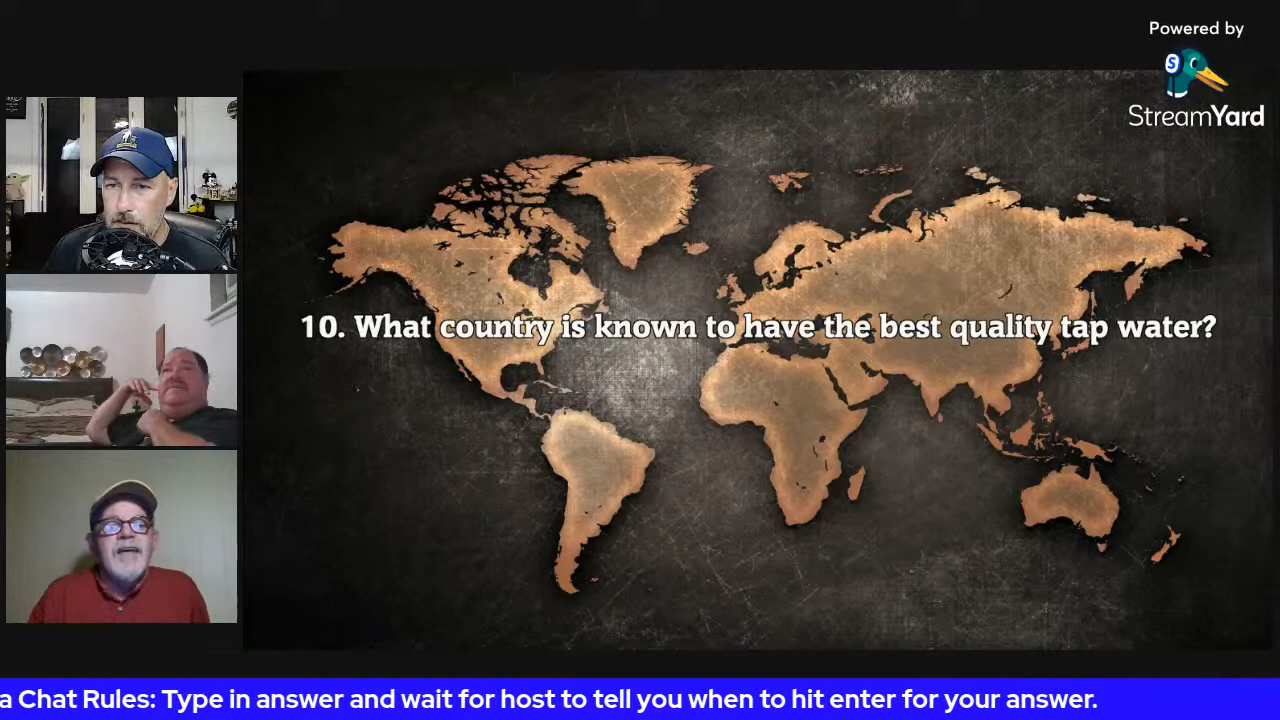 Powered by
S
StreamYard
10. What country is known to have the best quality tap water?
a Chat Rules: Type in answer and wait for host to tell you when to hit enter for your answer.